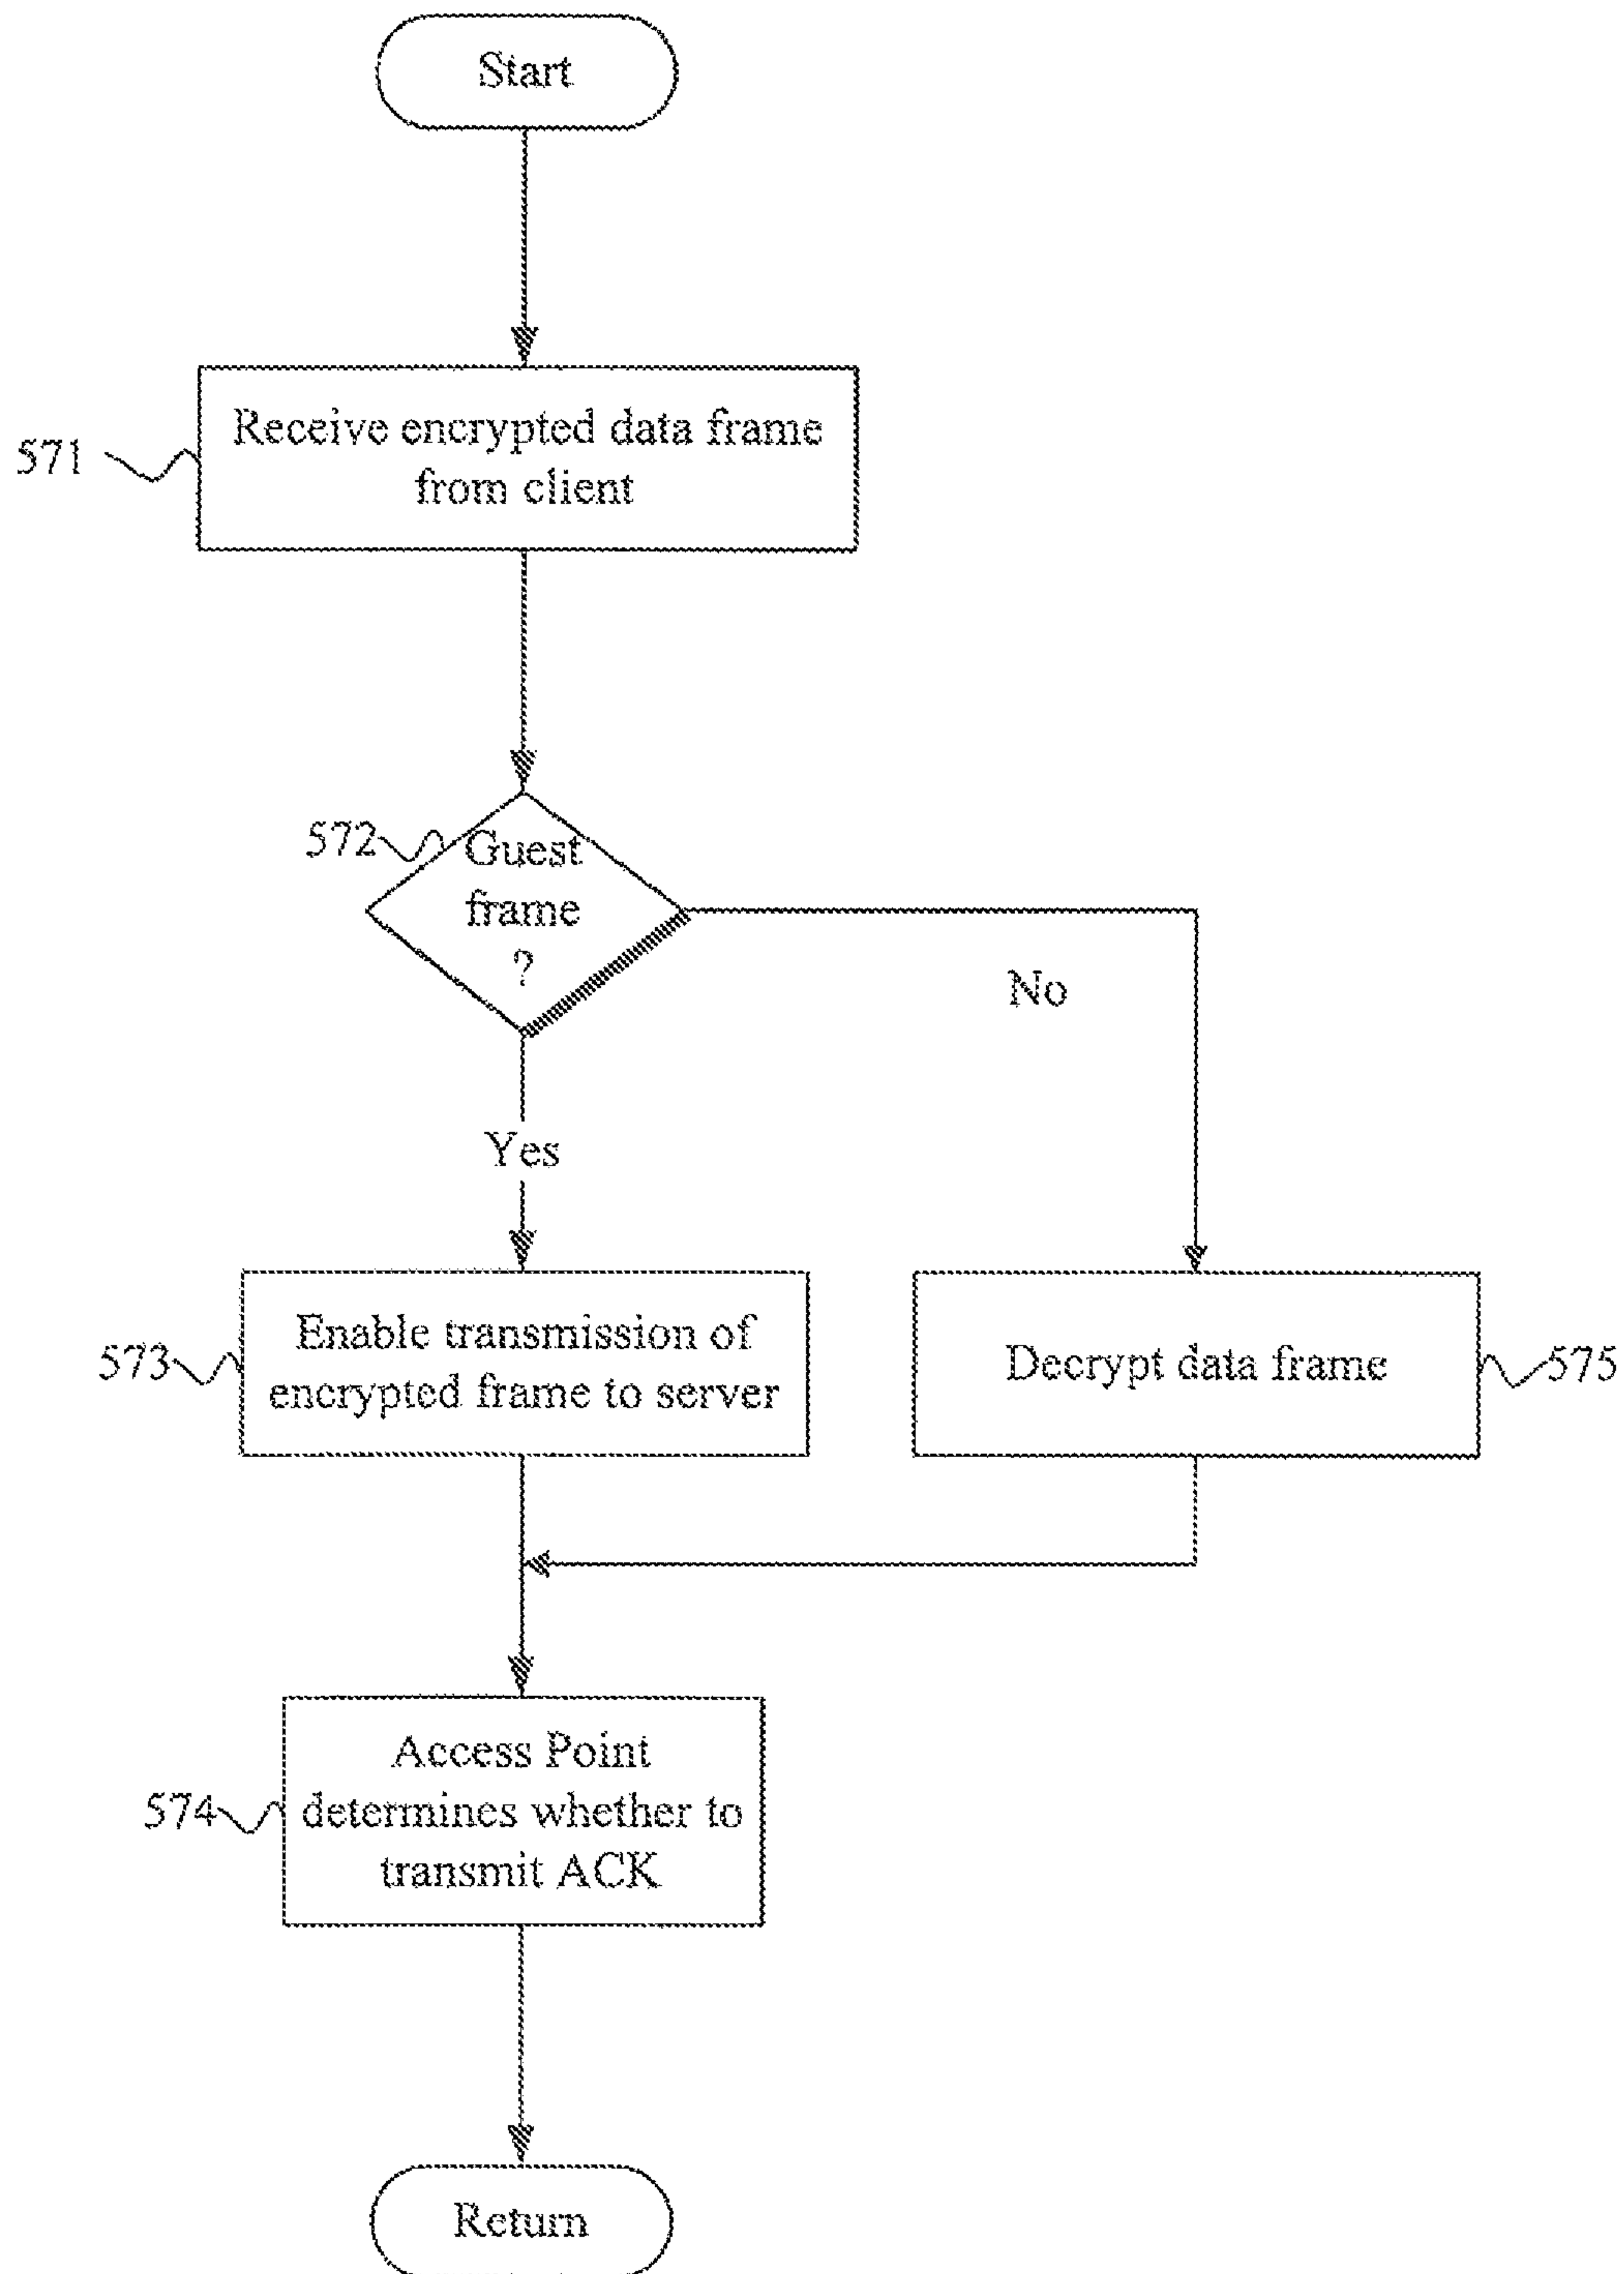 Start
571
Receive encrypted data frame
from client
572
Guest
frame
?
No
Yes
573
Enable transmission of
encrypted frame to server
Decrypt data frame
575
574
Access Point
determines whether to
transmit ACK
Return